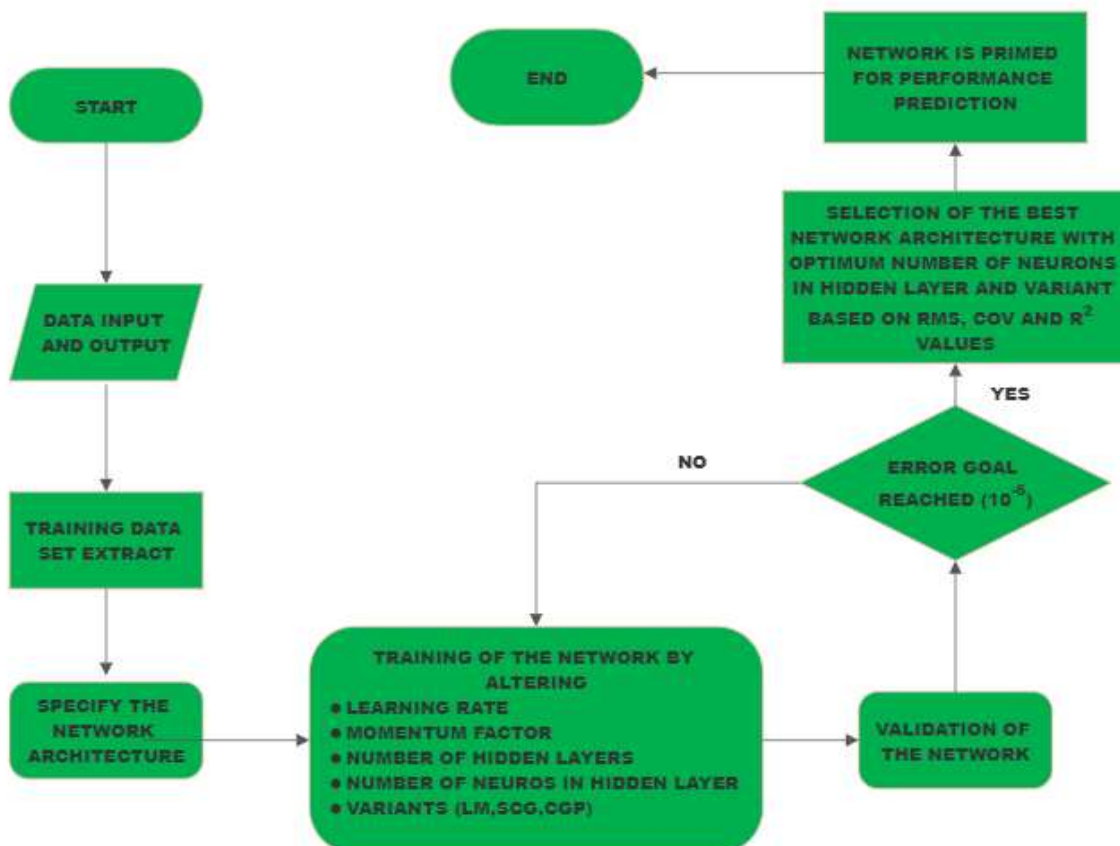 START
DATA INPUT
AND OUTPUT
TRAINING DATA
SET EXTRACT
SPECIFY THE
NETWORK
ARCHITECTURE
TRAINING OF THE NETWORK BY
ALTERING
● LEARNING RATE
● MOMENTUM FACTOR
● NUMBER OF HIDDEN LAYERS
● NUMBER OF NEUROS IN HIDDEN LAYER
● VARIANTS (LM,SCG,CGP)
VALIDATION OF
THE NETWORK
ERROR GOAL
REACHED (10⁻⁵)
NO
YES
SELECTION OF THE BEST
NETWORK ARCHITECTURE WITH
OPTIMUM NUMBER OF NEURONS
IN HIDDEN LAYER AND VARIANT
BASED ON RMS, COV AND R²
VALUES
NETWORK IS PRIMED
FOR PERFORMANCE
PREDICTION
END